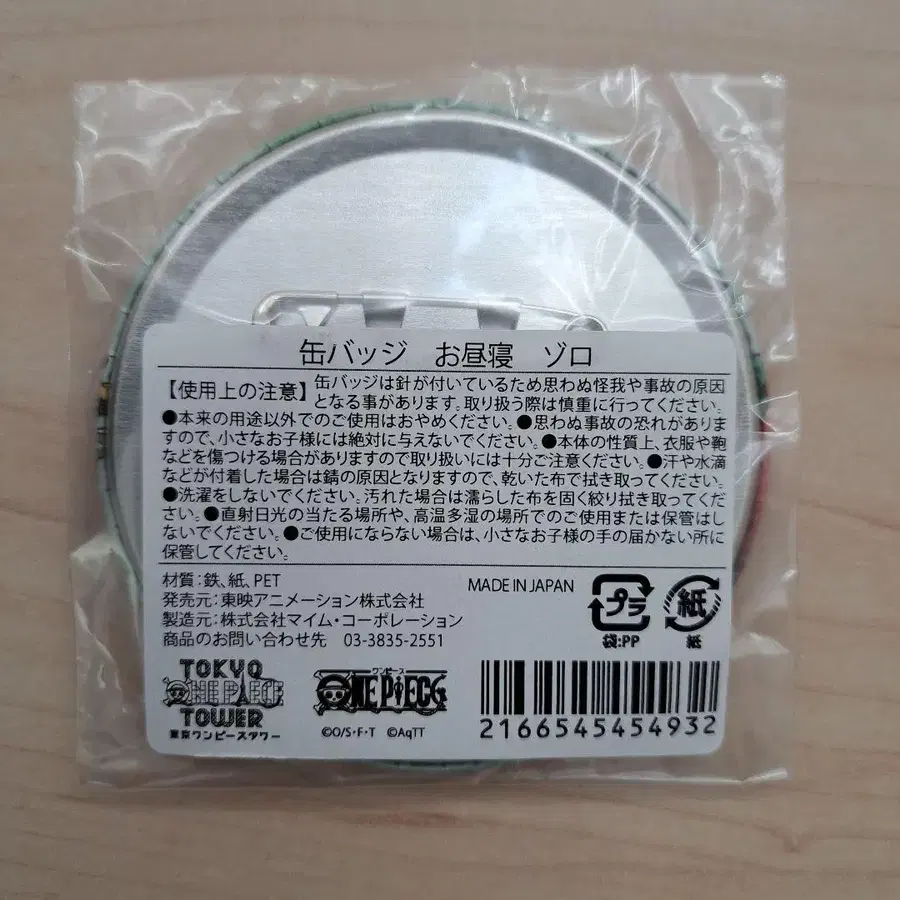 缶バッジ お昼寝 ゾロ
【使用上の注意】缶バッジは針が付いているため思わぬ怪我や事故の原因
となる事があります。取り扱う際は慎重に行ってください。
●本来の用途以外でのご使用はおやめください。●思わぬ事故の恐れがありま
すので、小さなお子様には絶対に与えないでください。●本体の性質上、衣服や鞄
などを傷つける場合がありますので取り扱いには十分ご注意ください。●汗や水滴
などが付着した場合は錆の原因となりますので、乾いた布で拭き取ってください。
●洗濯をしないでください。汚れた場合は濡らした布を固く絞り拭き取ってくだ
さい。●直射日光の当たる場所や、高温多湿の場所でのご使用または保管はし
ないでください。●ご使用にならない場合は、小さなお子様の手の届かない所に
保管してください。
材質:鉄、紙、PET
発売元:東映アニメーション株式会社
製造元:株式会社マイム・コーポレーション
商品のお問い合わせ先 03-3835-2551
MADE IN JAPAN
プラ
袋:PP
紙
紙
TOKYO
ONE PIECE
TOWER
東京ワンピースタワー
ワンピース
ONE PIECE
©O/S・F・T ©AqTT
2166545454932